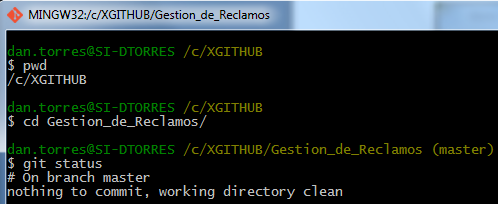 MINGW32:/c/XGITHUB/Gestion_de_Reclamos
dan.torres@SI-DTORRES /c/XGITHUB
$ pwd
/c/XGITHUB
dan.torres@SI-DTORRES /c/XGITHUB
$ cd Gestion_de_Reclamos/
dan.torres@SI-DTORRES /c/XGITHUB/Gestion_de_Reclamos (master)
$ git status
# On branch master
nothing to commit, working directory clean